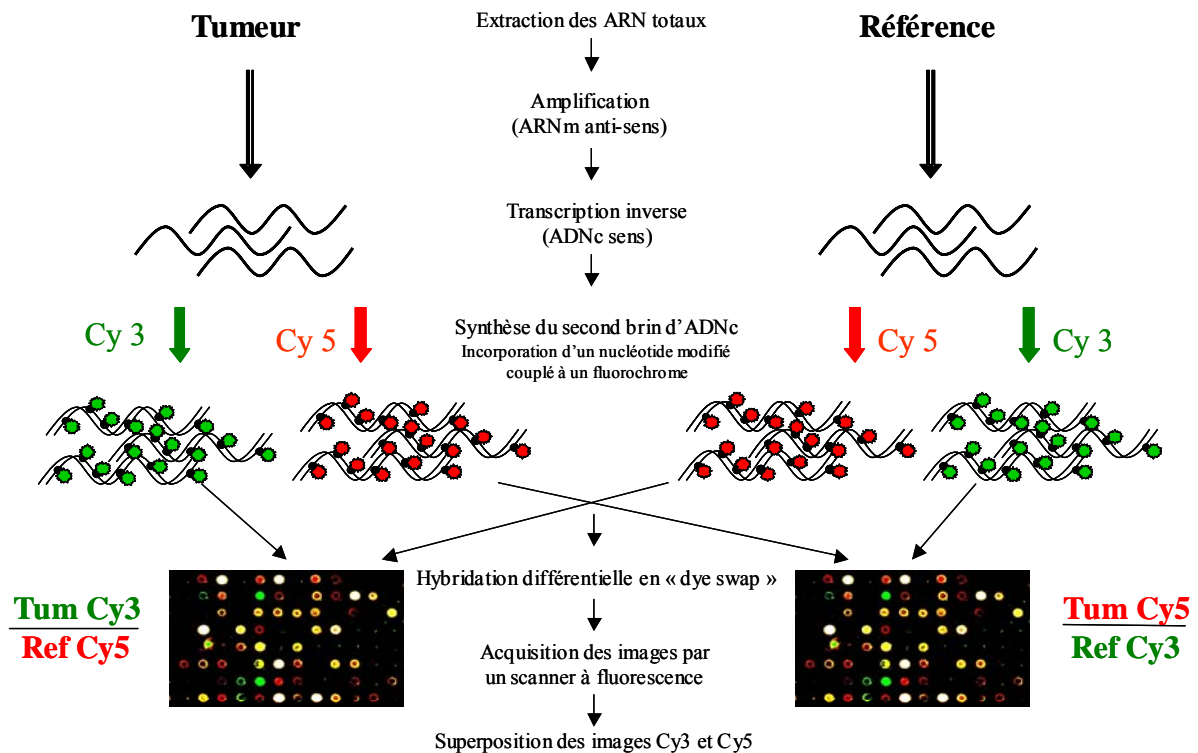 Tumeur
Extraction des ARN totaux
Référence
Amplification
(ARNm anti-sens)
Transcription inverse
(ADNc sens)
Cy 3
Cy 5
Synthèse du second brin d'ADNc
Incorporation d'un nucléotide modifié
couplé à un fluorochrome
Cy 5
Cy 3
Hybridation différentielle en « dye swap »
Tum Cy3
Ref Cy5
Tum Cy5
Ref Cy3
Acquisition des images par
un scanner à fluorescence
Superposition des images Cy3 et Cy5